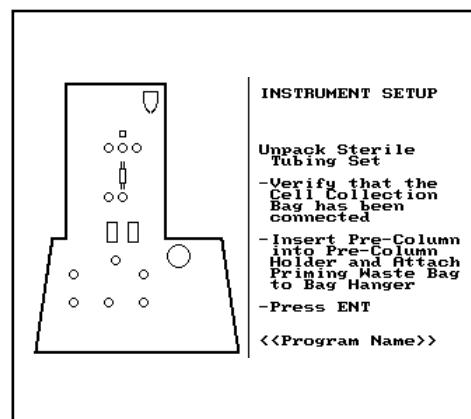 INSTRUMENT SETUP
Unpack Sterile
Tubing Set
-Verify that the
Cell Collection
Bag has been
connected
-Insert Pre-Column
into Pre-Column
Holder and Attach
Priming Waste Bag
to Bag Hanger
-Press ENT
<<Program Name>>